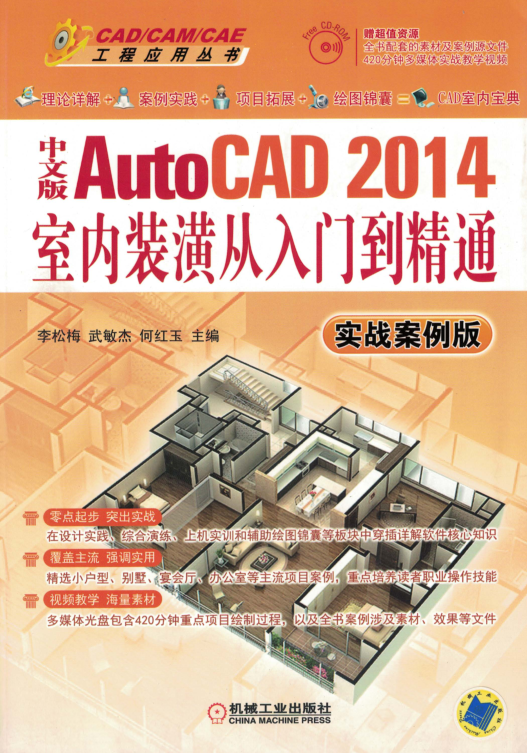 CAD/CAM/CAE
工程应用丛书
Free CD-ROM
赠超值资源
全书配套的素材及案例源文件
420分钟多媒体实战教学视频
理论详解+案例实践+项目拓展+绘图锦囊=CAD室内宝典
中文版AutoCAD 2014
室内装潢从入门到精通
李松梅 武敏杰 何红玉 主编
实战案例版
零点起步 突出实战
在设计实践、综合演练、上机实训和辅助绘图锦囊等板块中穿插详解软件核心知识
覆盖主流 强调实用
精选小户型、别墅、宴会厅、办公室等主流项目案例，重点培养读者职业操作技能
视频教学 海量素材
多媒体光盘包含420分钟重点项目绘制过程，以及全书案例涉及素材、效果等文件
机械工业出版社
CHINA MACHINE PRESS